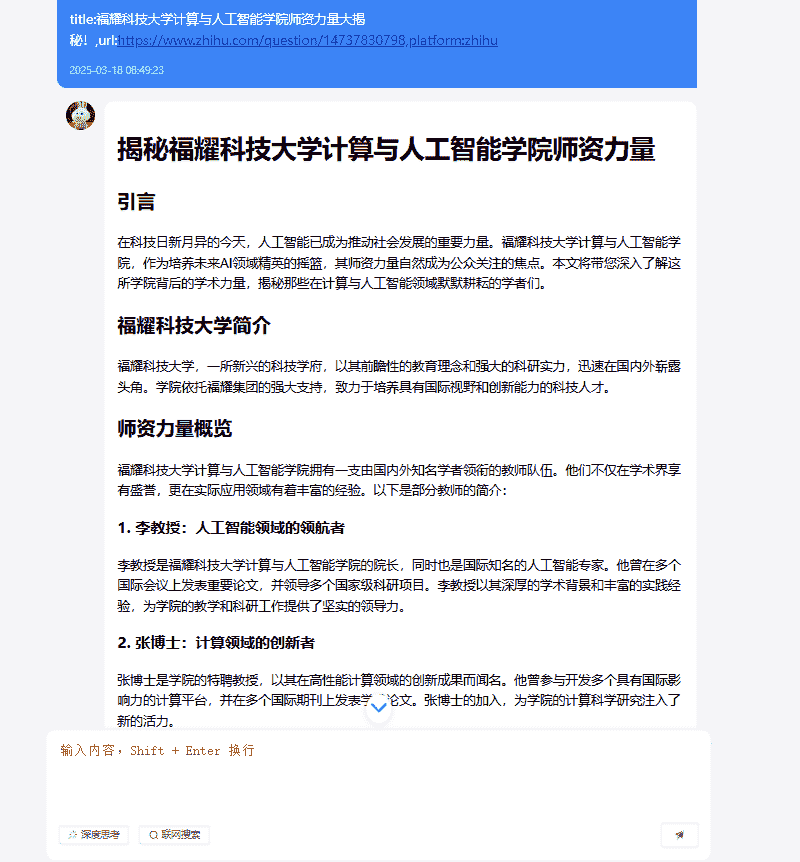 title:福耀科技大学计算与人工智能学院师资力量大揭
秘！,url:https://www.zhihu.com/question/14737830798,platform:zhihu
2025-03-18 08:49:23
揭秘福耀科技大学计算与人工智能学院师资力量
引言
在科技日新月异的今天，人工智能已成为推动社会发展的重要力量。福耀科技大学计算与人工智能学
院，作为培养未来AI领域精英的摇篮，其师资力量自然成为公众关注的焦点。本文将带您深入了解这
所学院背后的学术力量，揭秘那些在计算与人工智能领域默默耕耘的学者们。
福耀科技大学简介
福耀科技大学，一所新兴的科技学府，以其前瞻性的教育理念和强大的科研实力，迅速在国内外崭露
头角。学院依托福耀集团的强大支持，致力于培养具有国际视野和创新能力的科技人才。
师资力量概览
福耀科技大学计算与人工智能学院拥有一支由国内外知名学者领衔的教师队伍。他们不仅在学术界享
有盛誉，更在实际应用领域有着丰富的经验。以下是部分教师的简介：
1. 李教授：人工智能领域的领航者
李教授是福耀科技大学计算与人工智能学院的院长，同时也是国际知名的人工智能专家。他曾在多个
国际会议上发表重要论文，并领导多个国家级科研项目。李教授以其深厚的学术背景和丰富的实践经
验，为学院的教学和科研工作提供了坚实的领导力。
2. 张博士：计算领域的创新者
张博士是学院的特聘教授，以其在高性能计算领域的创新成果而闻名。他曾参与开发多个具有国际影
响力的计算平台，并在多个国际期刊上发表学论文。张博士的加入，为学院的计算科学研究注入了
新的活力。
输入内容，Shift + Enter 换行
深度思考 联网搜索